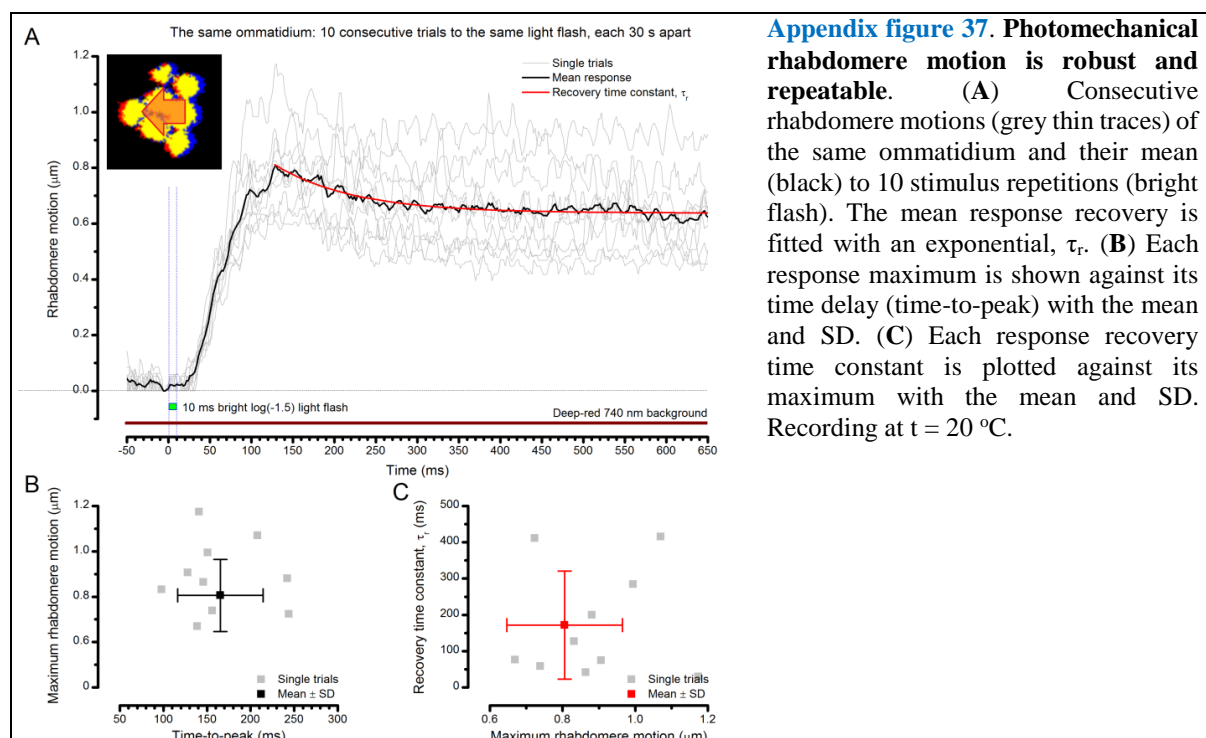 A
The same ommatidium: 10 consecutive trials to the same light flash, each 30 s apart
1.2
1.0
0.8
0.6
0.4
0.2
0.0
Rhabdomere motion (μm)
Single trials
Mean response
Recovery time constant, τr
10 ms bright log(-1.5) light flash
Deep-red 740 nm background
-50 0 50 100 150 200 250 300 350 400 450 500 550 600 650
Time (ms)
B
Maximum rhabdomere motion (μm)
1.2
1.0
0.8
0.6
0
Single trials
Mean ± SD
50 100 150 200 250 300
Time-to-peak (ms)
C
Recovery time constant, τr (ms)
500
400
300
200
100
0
Single trials
Mean ± SD
0.6 0.8 1.0 1.2
Maximum rhabdomere motion (μm)
Appendix figure 37. Photomechanical
rhabdomere motion is robust and
repeatable. (A) Consecutive
rhabdomere motions (grey thin traces) of
the same ommatidium and their mean
(black) to 10 stimulus repetitions (bright
flash). The mean response recovery is
fitted with an exponential, τr. (B) Each
response maximum is shown against its
time delay (time-to-peak) with the mean
and SD. (C) Each response recovery
time constant is plotted against its
maximum with the mean and SD.
Recording at t = 20 ºC.